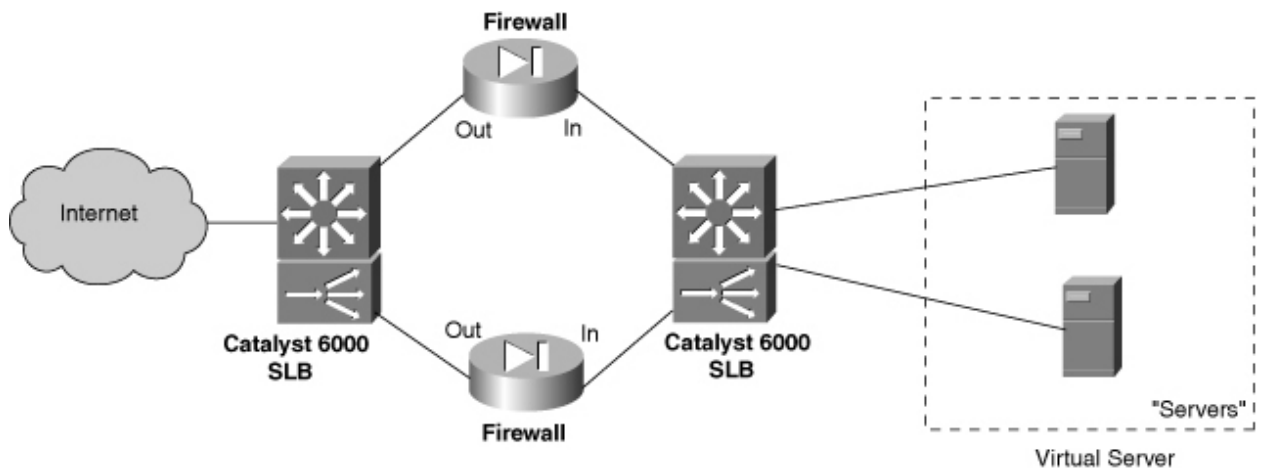 Firewall
Out
In
Internet
Catalyst 6000
SLB
Catalyst 6000
SLB
Out
In
Firewall
"Servers"
Virtual Server